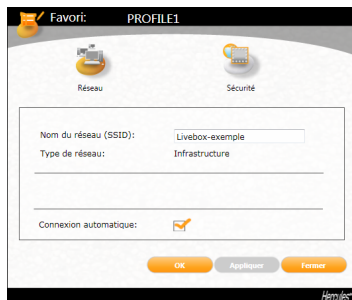 Favori: PROFILE1
Réseau Sécurité
Nom du réseau (SSID): Livebox-exemple
Type de réseau: Infrastructure
Connexion automatique:
OK Appliquer Fermer
Hercules